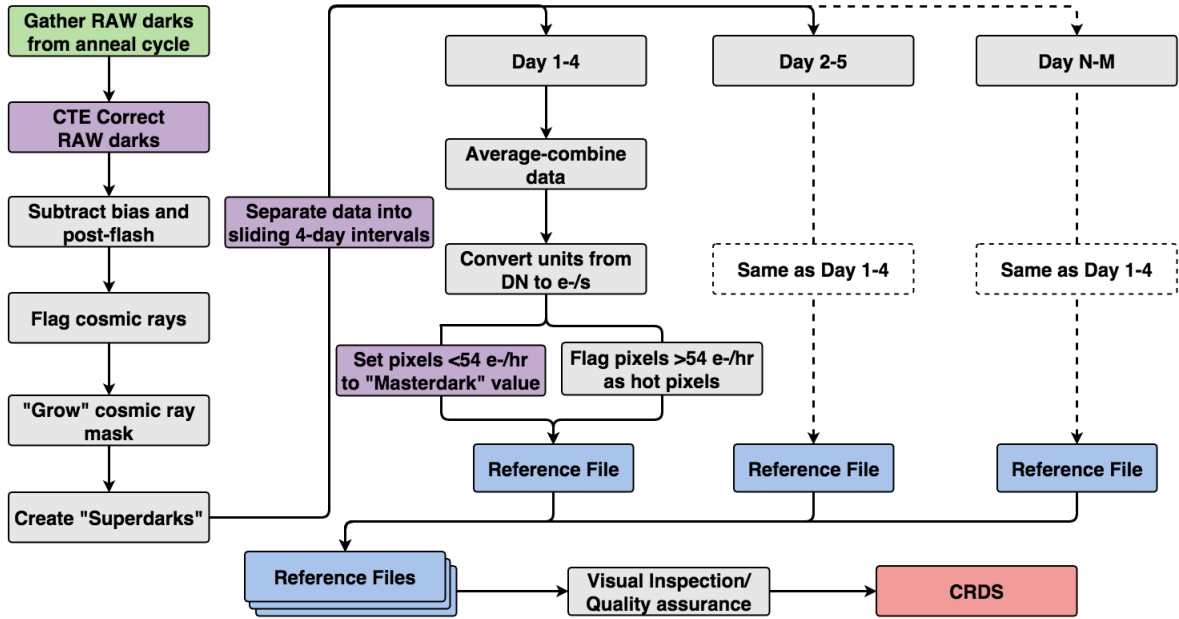 Gather RAW darks
from anneal cycle
CTE Correct
RAW darks
Subtract bias and
post-flash
Flag cosmic rays
"Grow" cosmic ray
mask
Create "Superdarks"
Separate data into
sliding 4-day intervals
Day 1-4
Average-combine
data
Convert units from
DN to e-/s
Set pixels <54 e-/hr
to "Masterdark" value
Flag pixels >54 e-/hr
as hot pixels
Reference File
Day 2-5
Same as Day 1-4
Reference File
Day N-M
Same as Day 1-4
Reference File
Reference Files
Visual Inspection/
Quality assurance
CRDS